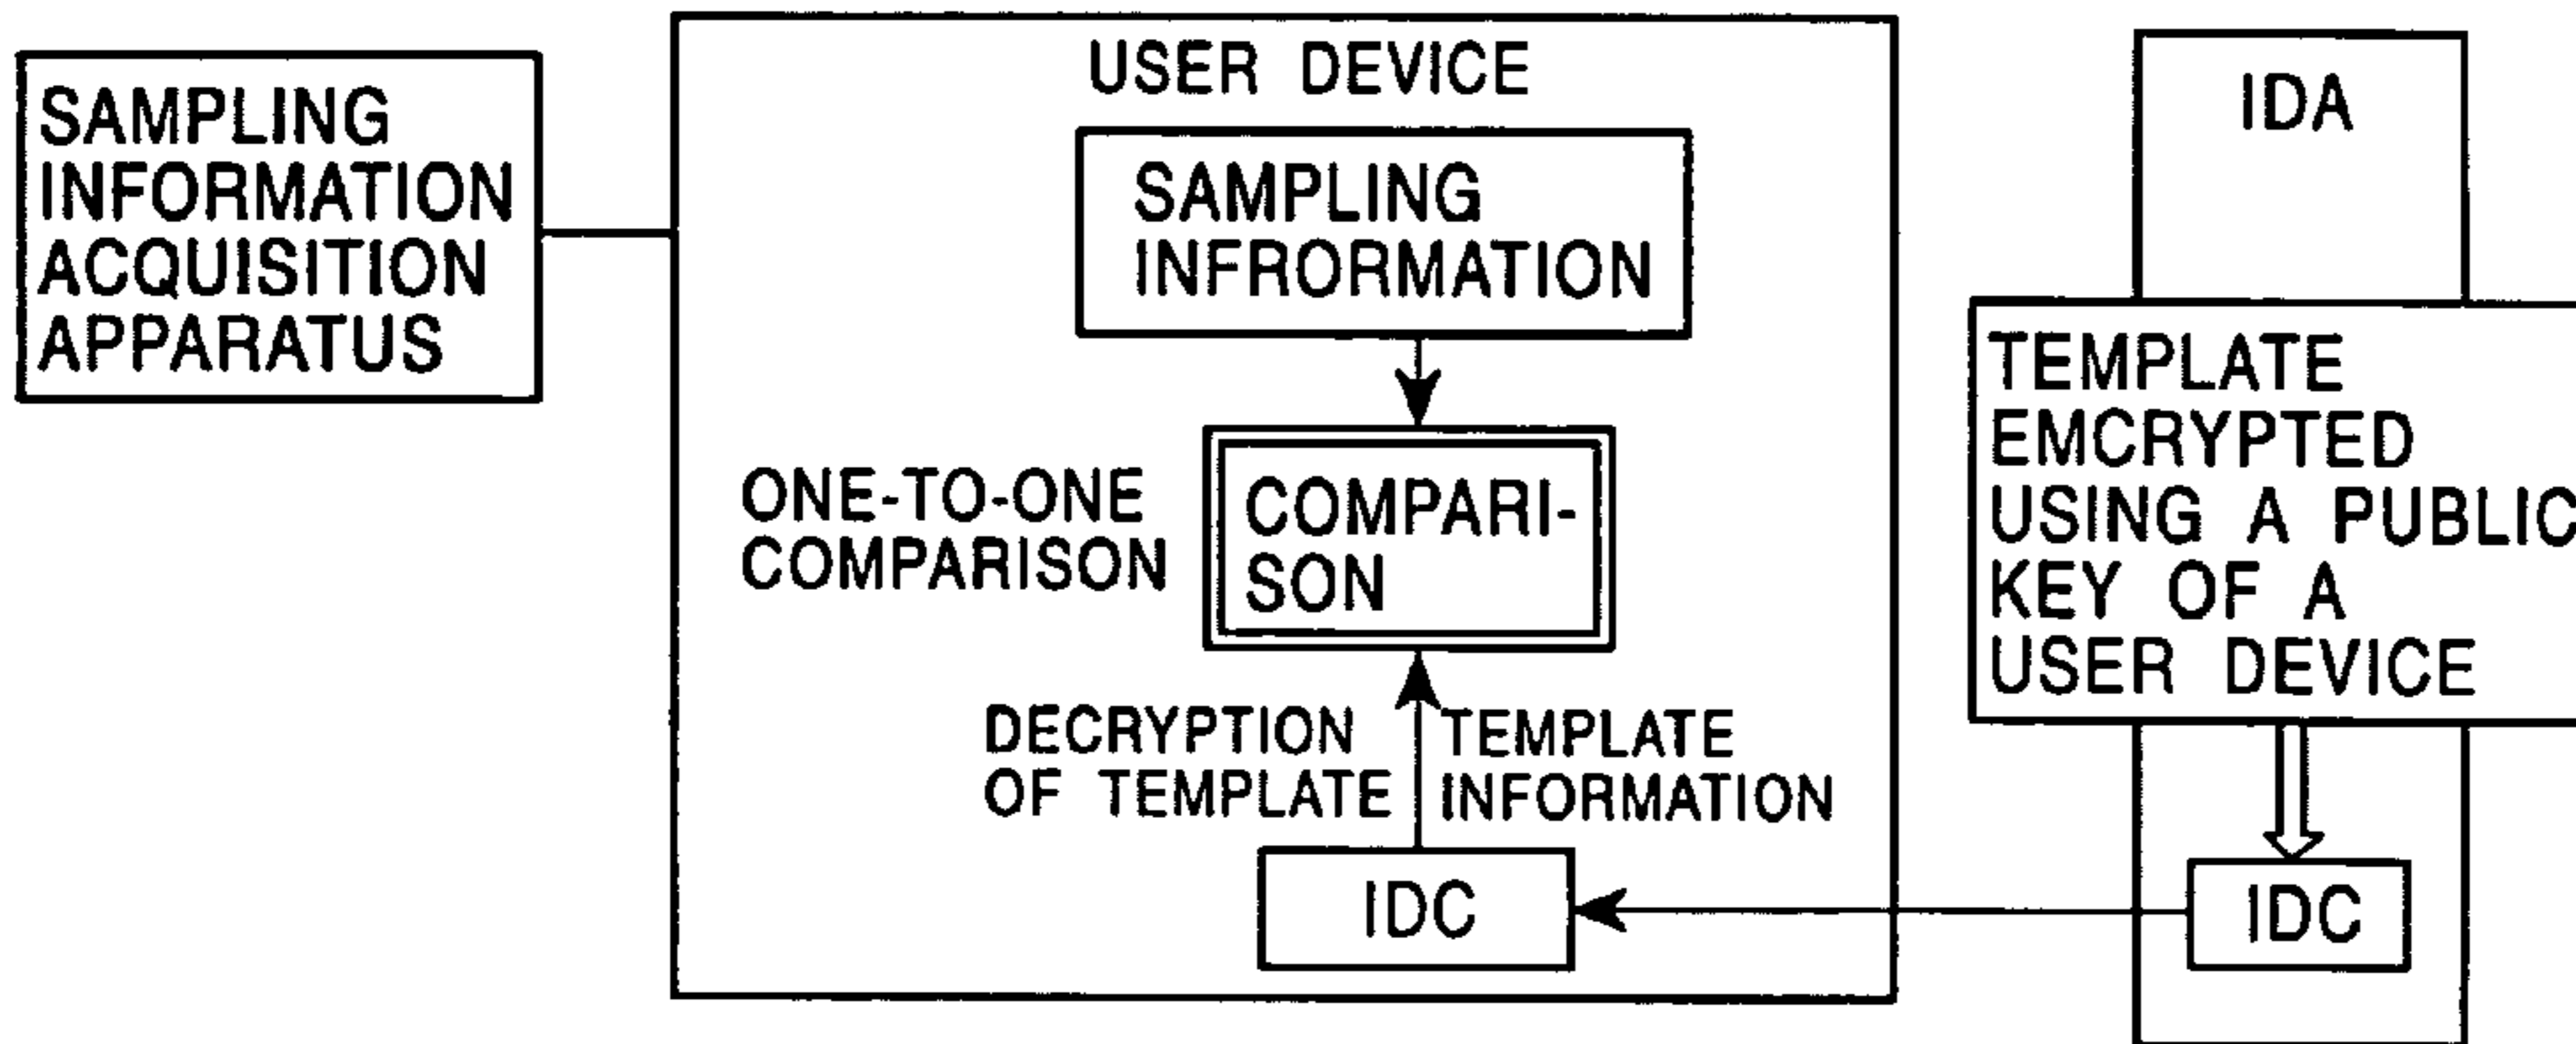 SAMPLING
INFORMATION
ACQUISITION
APPARATUS
USER DEVICE
SAMPLING
INFRORMATION
ONE-TO-ONE
COMPARISON
COMPARI-
SON
DECRYPTION
OF TEMPLATE
TEMPLATE
INFORMATION
IDC
IDA
TEMPLATE
EMCRYPTED
USING A PUBLIC
KEY OF A
USER DEVICE
IDC